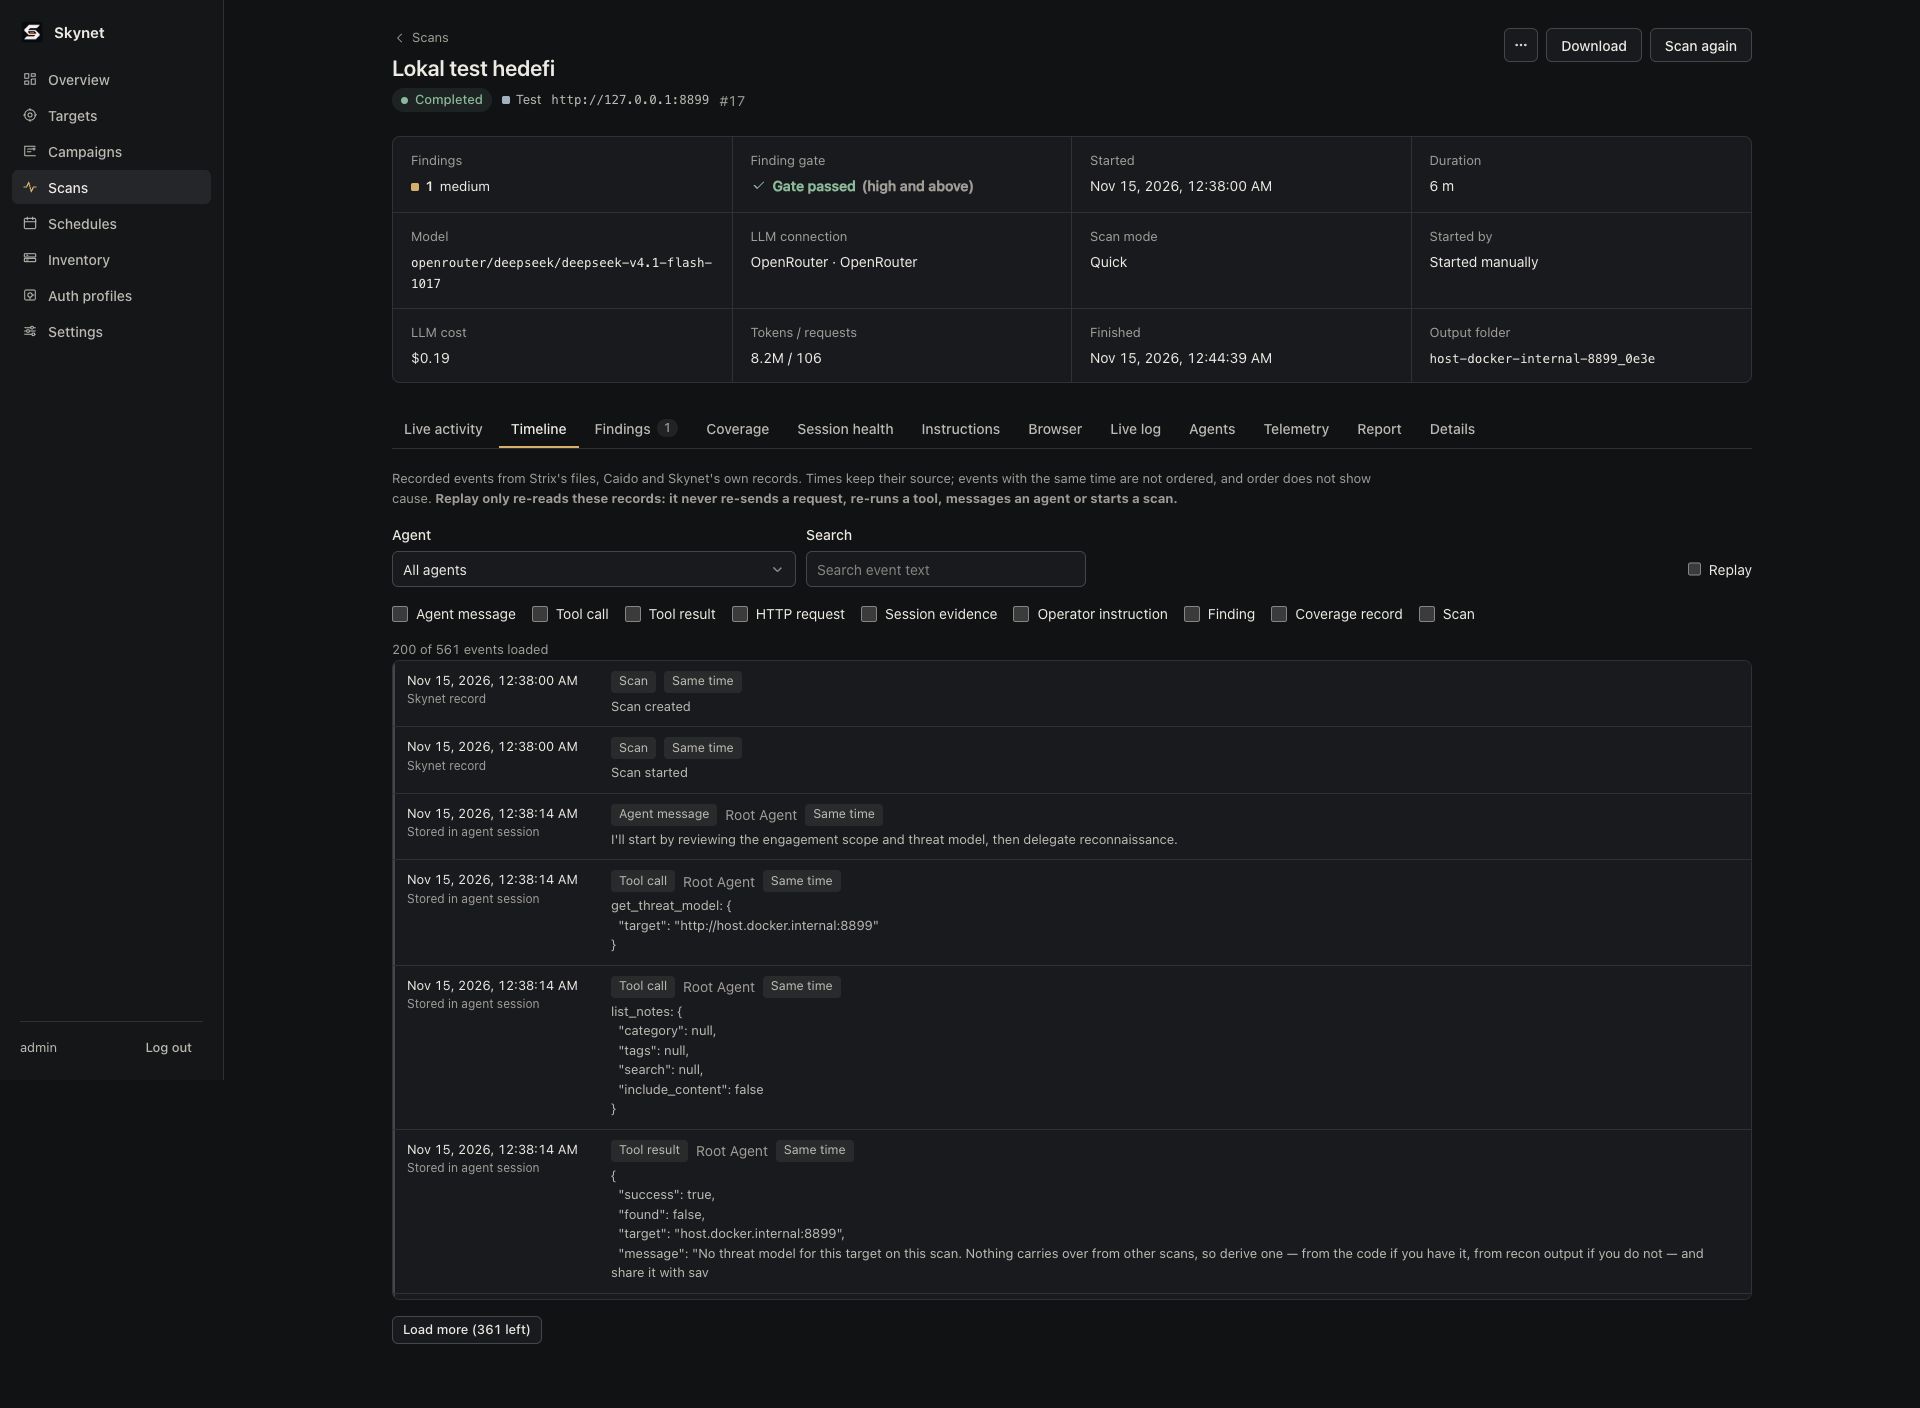 Skynet
Overview
Targets
Campaigns
Scans
Schedules
Inventory
Auth profiles
Settings
admin
Log out
Scans
Lokal test hedefi
Completed
Test
http://127.0.0.1:8899
#17
...
Download
Scan again
Findings
1 medium
Finding gate
Gate passed (high and above)
Started
Nov 15, 2026, 12:38:00 AM
Duration
6 m
Model
openrouter/deepseek/deepseek-v4.1-flash-
1017
LLM connection
OpenRouter · OpenRouter
Scan mode
Quick
Started by
Started manually
LLM cost
$0.19
Tokens / requests
8.2M / 106
Finished
Nov 15, 2026, 12:44:39 AM
Output folder
host-docker-internal-8899_0e3e
Live activity
Timeline
Findings 1
Coverage
Session health
Instructions
Browser
Live log
Agents
Telemetry
Report
Details
Recorded events from Strix's files, Caido and Skynet's own records. Times keep their source; events with the same time are not ordered, and order does not show
cause. Replay only re-reads these records: it never re-sends a request, re-runs a tool, messages an agent or starts a scan.
Agent
All agents
Search
Search event text
Replay
Agent message
Tool call
Tool result
HTTP request
Session evidence
Operator instruction
Finding
Coverage record
Scan
200 of 561 events loaded
Nov 15, 2026, 12:38:00 AM
Skynet record
Scan
Same time
Scan created
Nov 15, 2026, 12:38:00 AM
Skynet record
Scan
Same time
Scan started
Nov 15, 2026, 12:38:14 AM
Stored in agent session
Agent message
Root Agent
Same time
I'll start by reviewing the engagement scope and threat model, then delegate reconnaissance.
Nov 15, 2026, 12:38:14 AM
Stored in agent session
Tool call
Root Agent
Same time
get_threat_model: {
"target": "http://host.docker.internal:8899"
}
Nov 15, 2026, 12:38:14 AM
Stored in agent session
Tool call
Root Agent
Same time
list_notes: {
"category": null,
"tags": null,
"search": null,
"include_content": false
}
Nov 15, 2026, 12:38:14 AM
Stored in agent session
Tool result
Root Agent
Same time
{
"success": true,
"found": false,
"target": "host.docker.internal:8899",
"message": "No threat model for this target on this scan. Nothing carries over from other scans, so derive one — from the code if you have it, from recon output if you do not — and
share it with sav
Load more (361 left)